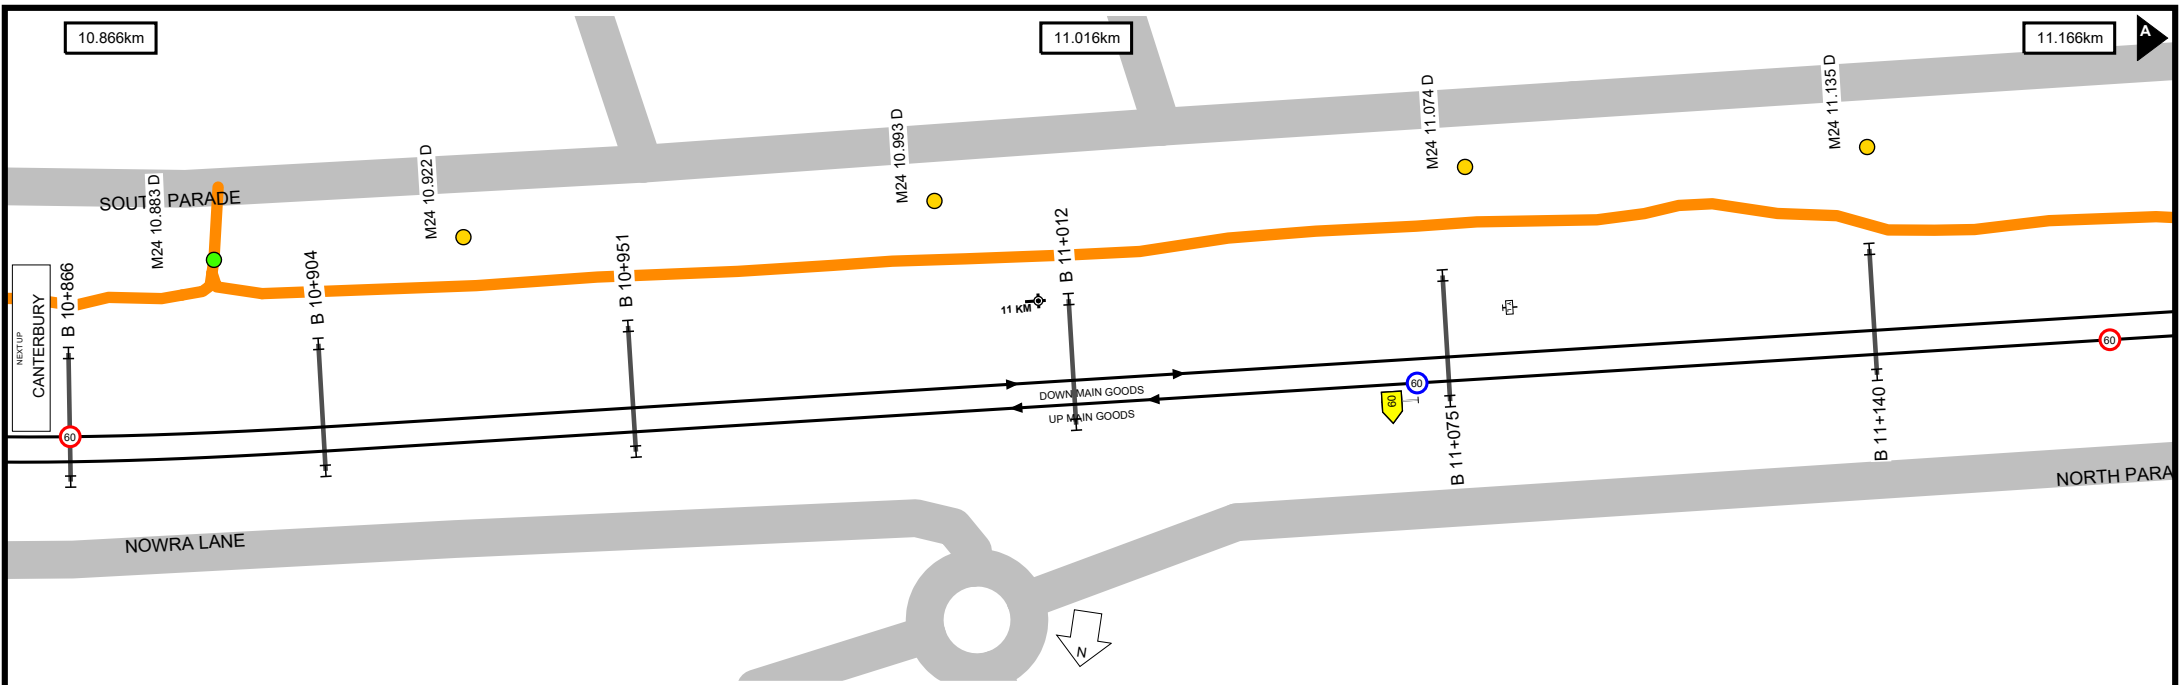 10.866km
11.016km
11.166km
A
M24 10.883 D
M24 10.922 D
M24 10.993 D
M24 11.074 D
M24 11.135 D
SOUTH PARADE
B 10+866
B 10+904
B 10+951
B 11+012
B 11+075
B 11+140
NEXT UP
CANTERBURY
11 KM
60
DOWN MAIN GOODS
UP MAIN GOODS
60
60
60
NOWRA LANE
NORTH PARA
N